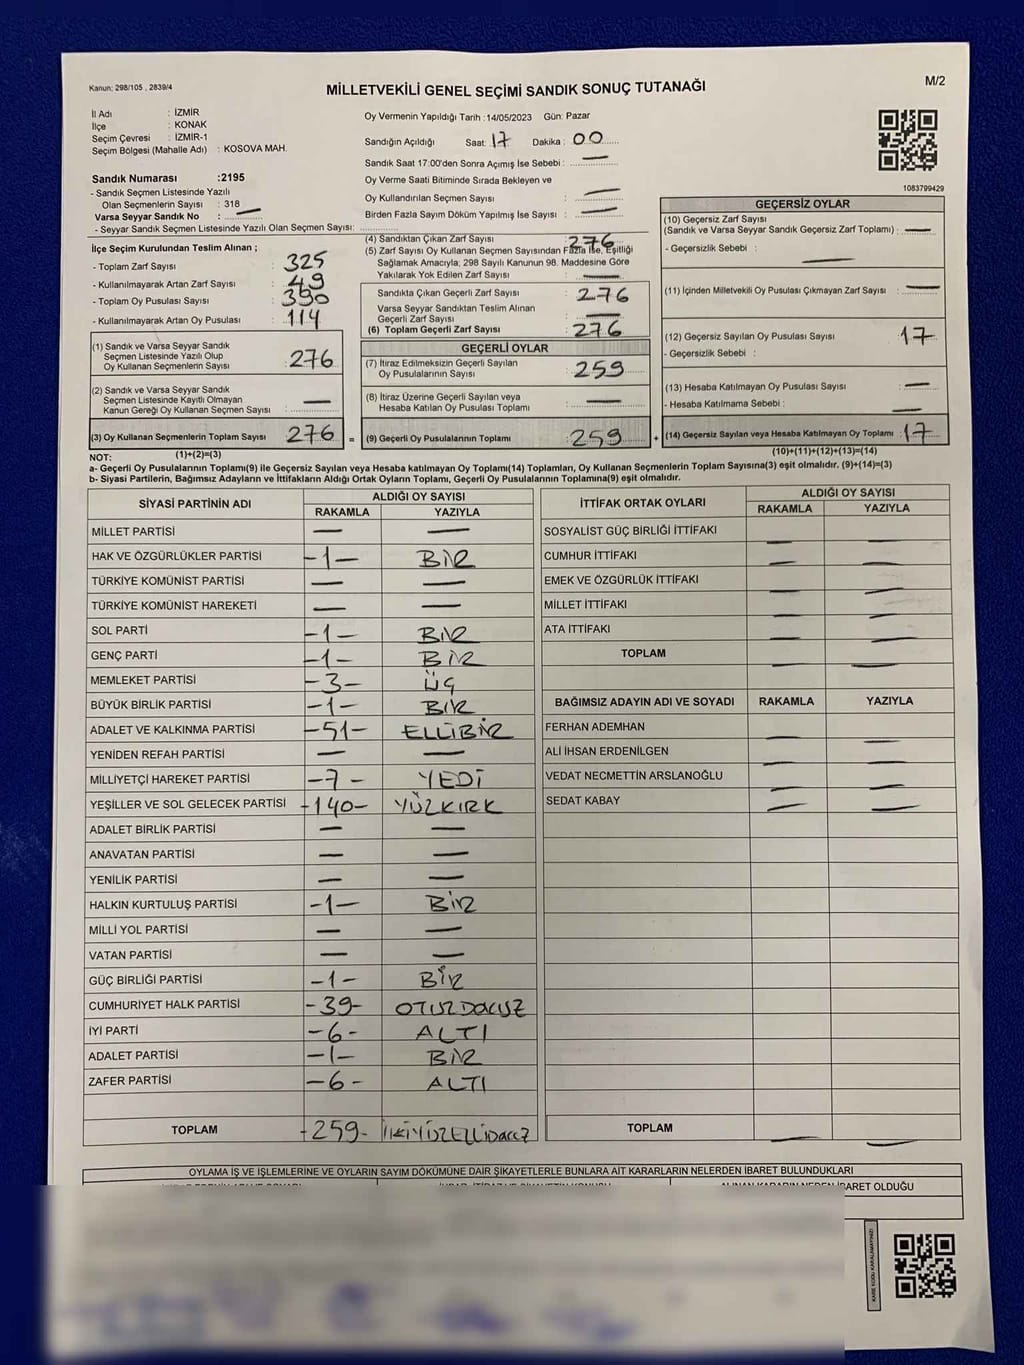 Kanun: 298/105 , 2839/4
MİLLETVEKİLİ GENEL SEÇİMİ SANDIK SONUÇ TUTANAĞI
M/2
İl Adı : İZMİR
İlçe : KONAK
Seçim Çevresi : İZMİR-1
Seçim Bölgesi (Mahalle Adı) : KOSOVA MAH.
Sandık Numarası :2195
- Sandık Seçmen Listesinde Yazılı
Olan Seçmenlerin Sayısı : 318
Varsa Seyyar Sandık No : —
- Seyyar Sandık Seçmen Listesinde Yazılı Olan Seçmen Sayısı:
Oy Vermenin Yapıldığı Tarih :14/05/2023 Gün: Pazar
Sandığın Açıldığı Saat: 17 Dakika : 00
Sandık Saat 17:00'den Sonra Açımış İse Sebebi : —
Oy Verme Saati Bitiminde Sırada Bekleyen ve
Oy Kullandırılan Seçmen Sayısı : —
Birden Fazla Sayım Döküm Yapılmış İse Sayısı : —
1083799429
İlçe Seçim Kurulundan Teslim Alınan ;
- Toplam Zarf Sayısı : 325
- Kullanılmayarak Artan Zarf Sayısı : 49
- Toplam Oy Pusulası Sayısı : 390
- Kullanılmayarak Artan Oy Pusulası : 114
(1) Sandık ve Varsa Seyyar Sandık
Seçmen Listesinde Yazılı Olup
Oy Kullanan Seçmenlerin Sayısı : 276
(2) Sandık ve Varsa Seyyar Sandık
Seçmen Listesinde Kayıtlı Olmayan
Kanun Gereği Oy Kullanan Seçmen Sayısı : —
(3) Oy Kullanan Seçmenlerin Toplam Sayısı : 276 =
(1)+(2)=(3)
(4) Sandıktan Çıkan Zarf Sayısı : 276
(5) Zarf Sayısı Oy Kullanan Seçmen Sayısından Fazla İse, Eşitliği
Sağlamak Amacıyla; 298 Sayılı Kanunun 98. Maddesine Göre
Yakılarak Yok Edilen Zarf Sayısı : —
Sandıkta Çıkan Geçerli Zarf Sayısı : 276
Varsa Seyyar Sandıktan Teslim Alınan
Geçerli Zarf Sayısı : —
(6) Toplam Geçerli Zarf Sayısı : 276
GEÇERLİ OYLAR
(7) İtiraz Edilmeksizin Geçerli Sayılan
Oy Pusulalarının Sayısı : 259
(8) İtiraz Üzerine Geçerli Sayılan veya
Hesaba Katılan Oy Pusulası Toplamı : —
(9) Geçerli Oy Pusulalarının Toplamı : 259 +
GEÇERSİZ OYLAR
(10) Geçersiz Zarf Sayısı
(Sandık ve Varsa Seyyar Sandık Geçersiz Zarf Toplamı) : —
- Geçersizlik Sebebi : —
(11) İçinden Milletvekili Oy Pusulası Çıkmayan Zarf Sayısı : —
(12) Geçersiz Sayılan Oy Pusulası Sayısı : 17
- Geçersizlik Sebebi :
(13) Hesaba Katılmayan Oy Pusulası Sayısı : —
- Hesaba Katılmama Sebebi : —
(14) Geçersiz Sayılan veya Hesaba Katılmayan Oy Toplamı : 17
(10)+(11)+(12)+(13)=(14)
NOT:
a- Geçerli Oy Pusulalarının Toplamı(9) ile Geçersiz Sayılan veya Hesaba katılmayan Oy Toplamı(14) Toplamları, Oy Kullanan Seçmenlerin Toplam Sayısına(3) eşit olmalıdır. (9)+(14)=(3)
b- Siyasi Partilerin, Bağımsız Adayların ve İttifakların Aldığı Ortak Oyların Toplamı, Geçerli Oy Pusulalarının Toplamına(9) eşit olmalıdır.
SİYASİ PARTİNİN ADI ALDIĞI OY SAYISI
RAKAMLA YAZIYLA
MİLLET PARTİSİ — —
HAK VE ÖZGÜRLÜKLER PARTİSİ -1- BİR
TÜRKİYE KOMÜNİST PARTİSİ — —
TÜRKİYE KOMÜNİST HAREKETİ — —
SOL PARTİ -1- BİR
GENÇ PARTİ -1- BİR
MEMLEKET PARTİSİ -3- ÜÇ
BÜYÜK BİRLİK PARTİSİ -1- BİR
ADALET VE KALKINMA PARTİSİ -51- ELLİBİR
YENİDEN REFAH PARTİSİ — —
MİLLİYETÇİ HAREKET PARTİSİ -7- YEDİ
YEŞİLLER VE SOL GELECEK PARTİSİ -140- YÜZKIRK
ADALET BİRLİK PARTİSİ — —
ANAVATAN PARTİSİ — —
YENİLİK PARTİSİ — —
HALKIN KURTULUŞ PARTİSİ -1- BİR
MİLLİ YOL PARTİSİ — —
VATAN PARTİSİ — —
GÜÇ BİRLİĞİ PARTİSİ -1- BİR
CUMHURİYET HALK PARTİSİ -39- OTUZDOKUZ
İYİ PARTİ -6- ALTI
ADALET PARTİSİ -1- BİR
ZAFER PARTİSİ -6- ALTI
TOPLAM -259- İKİYÜZELLİDOKUZ
İTTİFAK ORTAK OYLARI ALDIĞI OY SAYISI
RAKAMLA YAZIYLA
SOSYALİST GÜÇ BİRLİĞİ İTTİFAKI — —
CUMHUR İTTİFAKI — —
EMEK VE ÖZGÜRLÜK İTTİFAKI — —
MİLLET İTTİFAKI — —
ATA İTTİFAKI — —
TOPLAM — —
BAĞIMSIZ ADAYIN ADI VE SOYADI RAKAMLA YAZIYLA
FERHAN ADEMHAN — —
ALİ İHSAN ERDENİLGEN — —
VEDAT NECMETTİN ARSLANOĞLU — —
SEDAT KABAY — —
TOPLAM — —
OYLAMA İŞ VE İŞLEMLERİNE VE OYLARIN SAYIM DÖKÜMÜNE DAİR ŞİKAYETLERLE BUNLARA AİT KARARLARIN NELERDEN İBARET BULUNDUKLARI
ALINAN KARARIN NEDEN İBARET OLDUĞU
KARE KODU KARALAMAYINIZ!